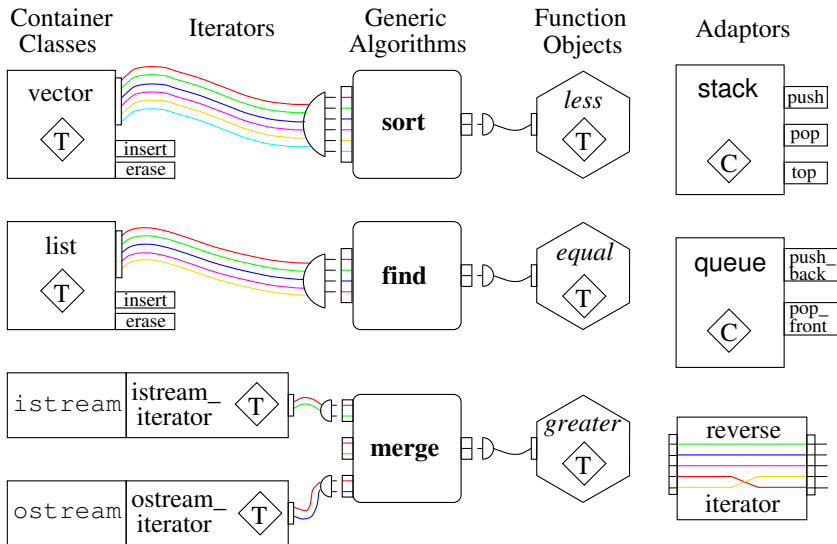 Container
Classes
Iterators
Generic
Algorithms
Function
Objects
Adaptors
vector
T
insert
erase
sort
less
T
stack
C
push
pop
top
list
T
insert
erase
find
equal
T
queue
C
push_
back
pop_
front
istream
istream_
iterator
T
merge
greater
T
reverse
iterator
ostream
ostream_
iterator
T